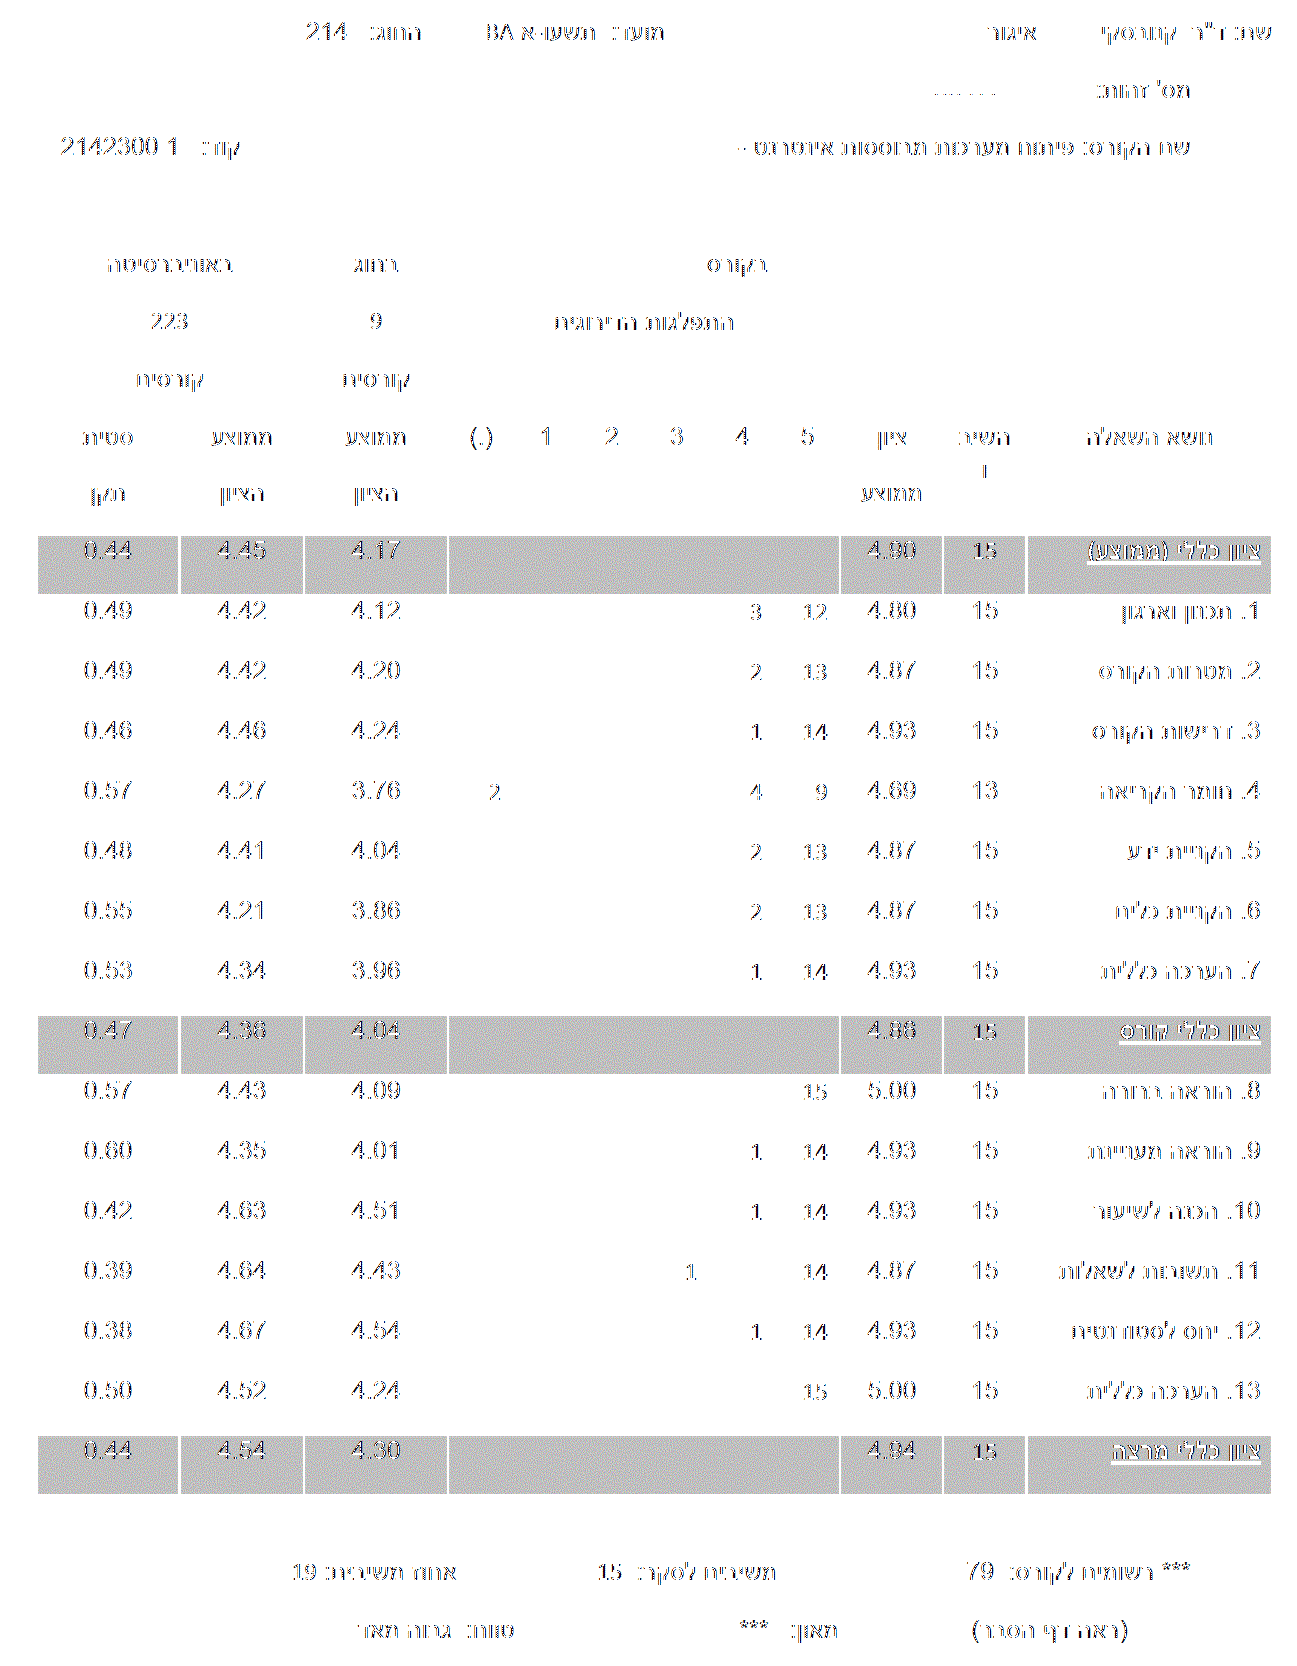 שם: ד"ר קנובסקי איגור מועד: תשעו-א BA החוג: 214
מס' זהות:
שם הקורס: פיתוח מערכות מבוססות אינטרנט - קוד: 2142300-1
בקורס בחוג באוניברסיטה
התפלגות הדירוגים 9 223
קורסים קורסים
נושא השאלה השיב ציון 5 4 3 2 1 (.) ממוצע ממוצע סטית
ו
ממוצע הציון הציון תקן
ציון כללי (ממוצע) 15 4.90 4.17 4.45 0.44
1. תכנון וארגון 15 4.80 12 3 4.12 4.42 0.49
2. מטרות הקורס 15 4.87 13 2 4.20 4.42 0.49
3. דרישות הקורס 15 4.93 14 1 4.24 4.46 0.46
4. חומר הקריאה 13 4.69 9 4 2 3.76 4.27 0.57
5. הקניית ידע 15 4.87 13 2 4.04 4.41 0.48
6. הקניית כלים 15 4.87 13 2 3.86 4.21 0.55
7. הערכה כללית 15 4.93 14 1 3.96 4.34 0.53
ציון כללי קורס 15 4.86 4.04 4.36 0.47
8. הוראה ברורה 15 5.00 15 4.09 4.43 0.57
9. הוראה מעניינת 15 4.93 14 1 4.01 4.35 0.60
10. הכנה לשיעור 15 4.93 14 1 4.51 4.63 0.42
11. תשובות לשאלות 15 4.87 14 1 4.43 4.64 0.39
12. יחס לסטודנטים 15 4.93 14 1 4.54 4.67 0.38
13. הערכה כללית 15 5.00 15 4.24 4.52 0.50
ציון כללי מרצה 15 4.94 4.30 4.54 0.44
*** רשומים לקורס: 79 משיבים לסקר: 15 אחוז משיבים: 19
(ראה דף הסבר) מאון: *** טווח: גבוה מאד